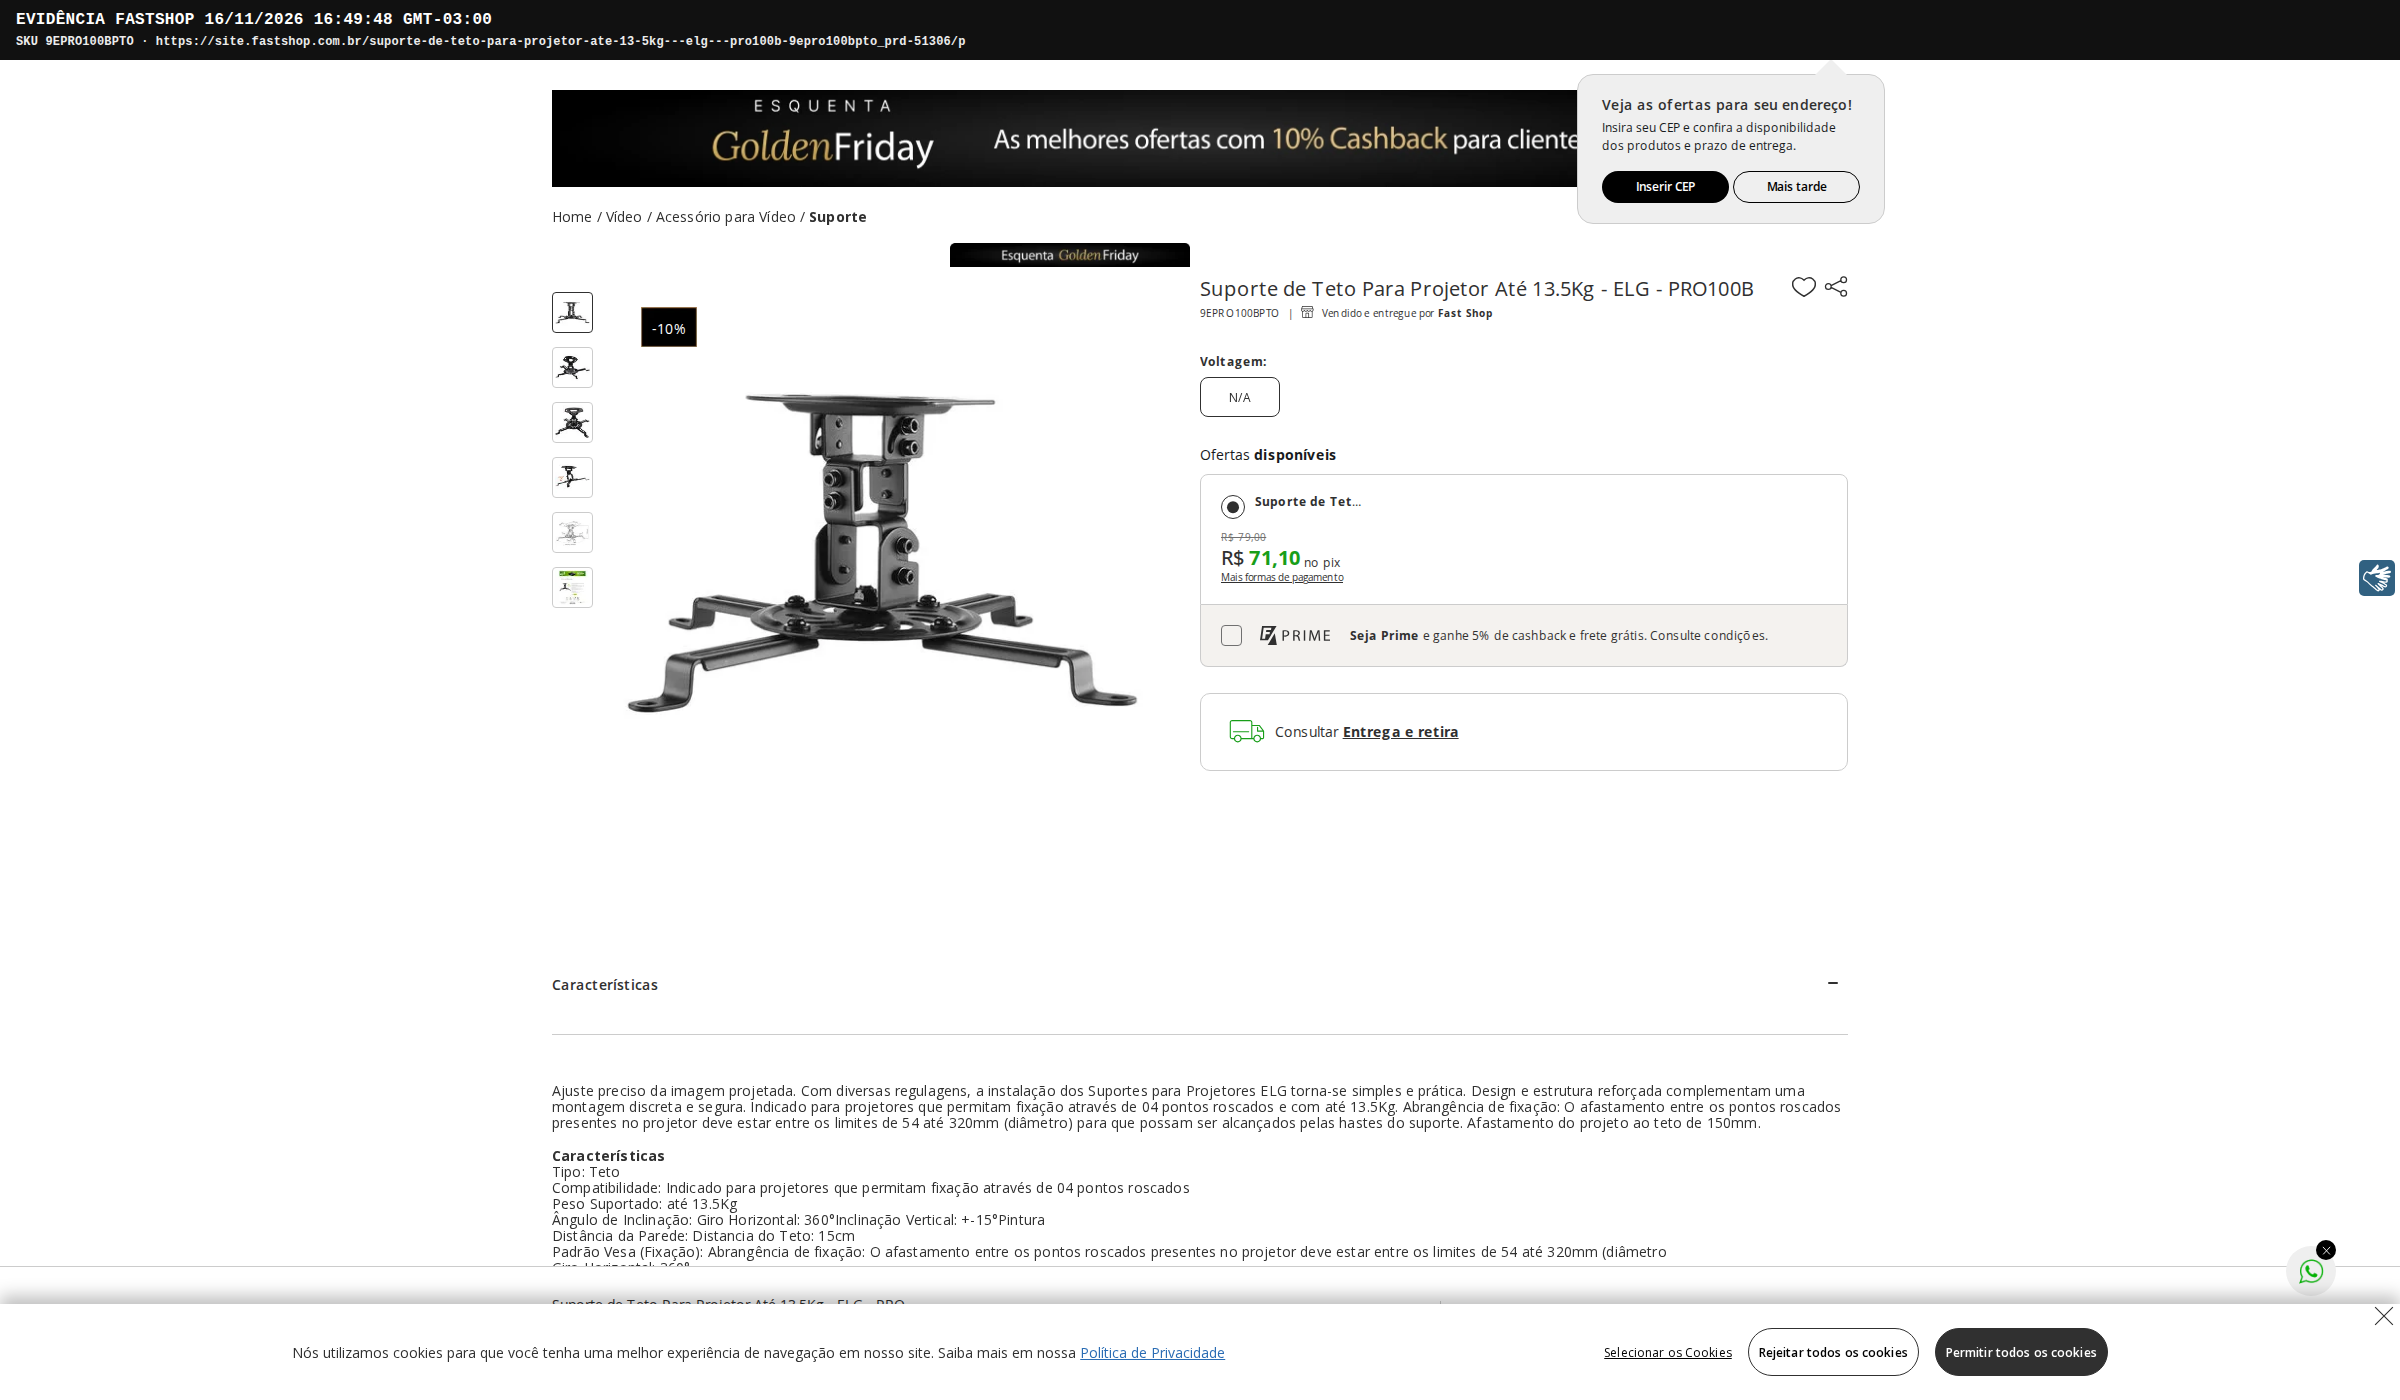 EVIDÊNCIA FASTSHOP 16/11/2026 16:49:48 GMT-03:00
SKU 9EPRO100BPTO · https://site.fastshop.com.br/suporte-de-teto-para-projetor-ate-13-5kg---elg---pro100b-9epro100bpto_prd-51306/p
ESQUENTA
GoldenFriday
As melhores ofertas com 10% Cashback para cliente
Veja as ofertas para seu endereço!
Insira seu CEP e confira a disponibilidade
dos produtos e prazo de entrega.
Inserir CEP
Mais tarde
Home / Vídeo / Acessório para Vídeo / Suporte
Esquenta GoldenFriday
-10%
Suporte de Teto Para Projetor Até 13.5Kg - ELG - PRO100B
9EPRO100BPTO | Vendido e entregue por Fast Shop
Voltagem:
N/A
Ofertas disponíveis
Suporte de Tet...
R$ 79,00
R$ 71,10 no pix
Mais formas de pagamento
PRIME
Seja Prime e ganhe 5% de cashback e frete grátis. Consulte condições.
Consultar Entrega e retira
Características
Ajuste preciso da imagem projetada. Com diversas regulagens, a instalação dos Suportes para Projetores ELG torna-se simples e prática. Design e estrutura reforçada complementam uma
montagem discreta e segura. Indicado para projetores que permitam fixação através de 04 pontos roscados e com até 13.5Kg. Abrangência de fixação: O afastamento entre os pontos roscados
presentes no projetor deve estar entre os limites de 54 até 320mm (diâmetro) para que possam ser alcançados pelas hastes do suporte. Afastamento do projeto ao teto de 150mm.
Características
Tipo: Teto
Compatibilidade: Indicado para projetores que permitam fixação através de 04 pontos roscados
Peso Suportado: até 13.5Kg
Ângulo de Inclinação: Giro Horizontal: 360°Inclinação Vertical: +-15°Pintura
Distância da Parede: Distancia do Teto: 15cm
Padrão Vesa (Fixação): Abrangência de fixação: O afastamento entre os pontos roscados presentes no projetor deve estar entre os limites de 54 até 320mm (diâmetro
Giro Horizontal: 360°
Suporte de Teto Para Projetor Até 13.5Kg - ELG - PRO
Nós utilizamos cookies para que você tenha uma melhor experiência de navegação em nosso site. Saiba mais em nossa Política de Privacidade
Selecionar os Cookies
Rejeitar todos os cookies
Permitir todos os cookies